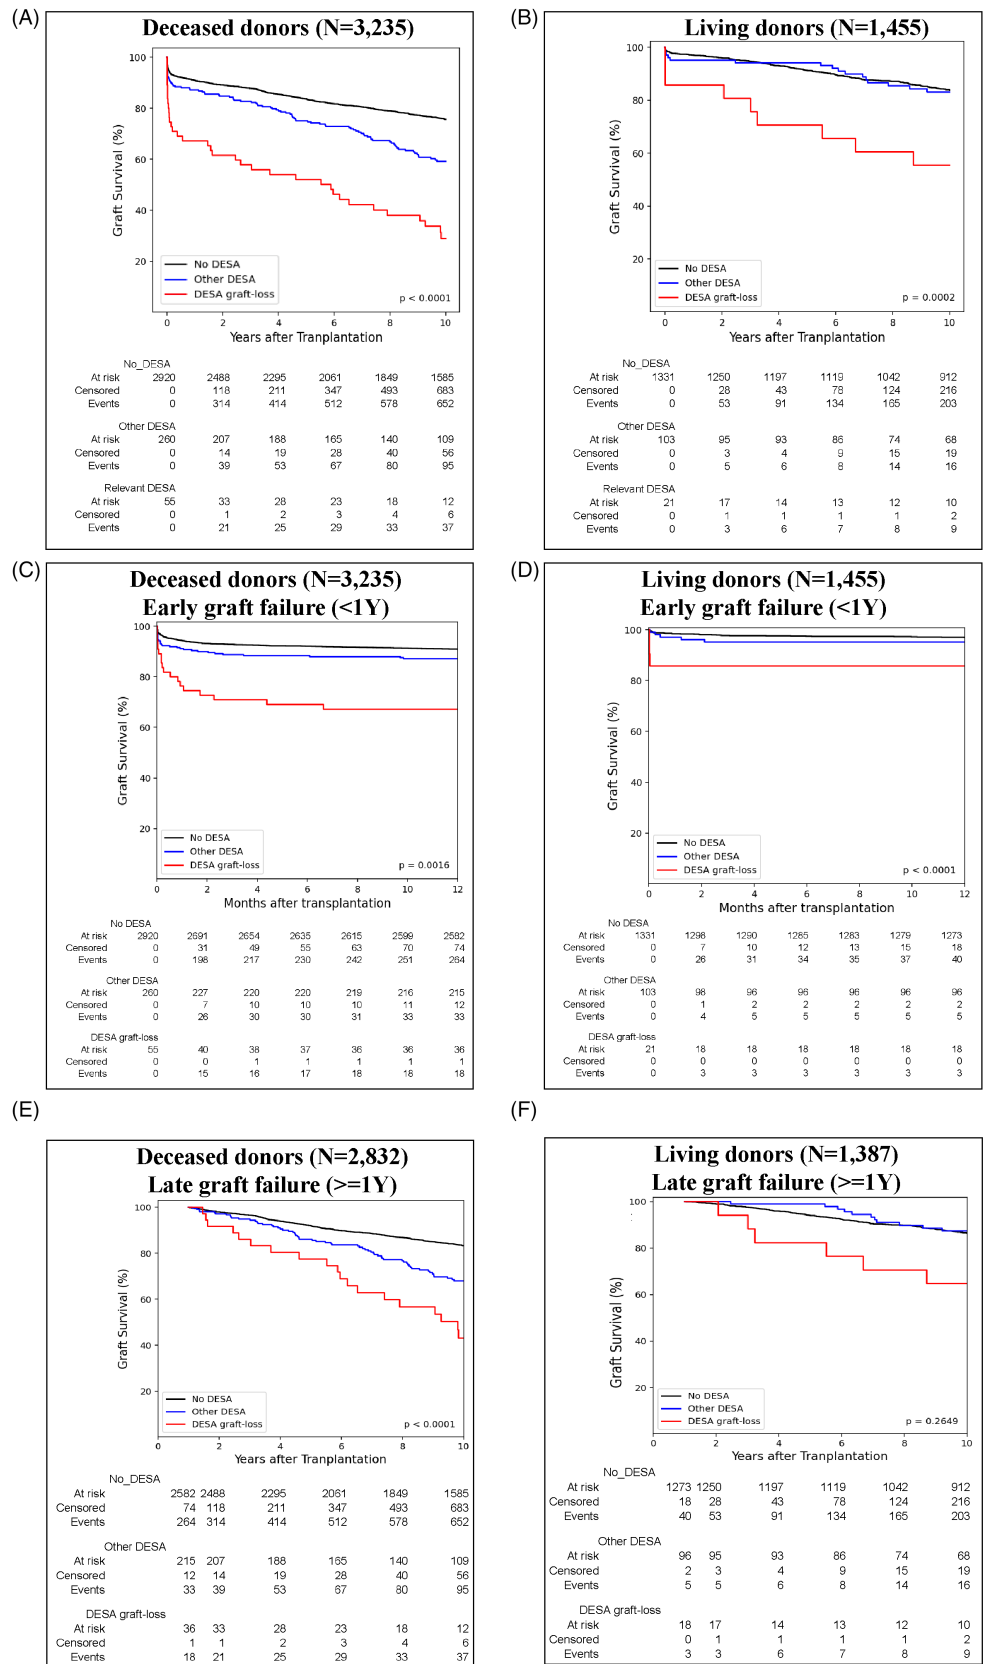 (A)
Deceased donors (N=3,235)
100
80
60
40
20
Graft Survival (%)
No DESA
Other DESA
DESA graft-loss
p < 0.0001
0 2 4 6 8 10
Years after Tranplantation
No_DESA
At risk 2920 2488 2295 2061 1849 1585
Censored 0 118 211 347 493 683
Events 0 314 414 512 578 652
Other DESA
At risk 260 207 188 165 140 109
Censored 0 14 19 28 40 56
Events 0 39 53 67 80 95
Relevant DESA
At risk 55 33 28 23 18 12
Censored 0 1 2 3 4 6
Events 0 21 25 29 33 37
(B)
Living donors (N=1,455)
100
80
60
40
20
Graft Survival (%)
No DESA
Other DESA
DESA graft-loss
p = 0.0002
0 2 4 6 8 10
Years after Tranplantation
No_DESA
At risk 1331 1250 1197 1119 1042 912
Censored 0 28 43 78 124 216
Events 0 53 91 134 165 203
Other DESA
At risk 103 95 93 86 74 68
Censored 0 3 4 9 15 19
Events 0 5 6 8 14 16
Relevant DESA
At risk 21 17 14 13 12 10
Censored 0 1 1 1 1 2
Events 0 3 6 7 8 9
(C)
Deceased donors (N=3,235)
Early graft failure (<1Y)
100
80
60
40
20
Graft Survival (%)
No DESA
Other DESA
DESA graft-loss
p = 0.0016
0 2 4 6 8 10 12
Months after transplantation
No DESA
At risk 2920 2691 2654 2635 2615 2599 2582
Censored 0 31 49 55 63 70 74
Events 0 198 217 230 242 251 264
Other DESA
At risk 260 227 220 220 219 216 215
Censored 0 7 10 10 10 11 12
Events 0 26 30 30 31 33 33
DESA graft-loss
At risk 55 40 38 37 36 36 36
Censored 0 0 1 1 1 1 1
Events 0 15 16 17 18 18 18
(D)
Living donors (N=1,455)
Early graft failure (<1Y)
100
80
60
40
20
Graft Survival (%)
No DESA
Other DESA
DESA graft-loss
p < 0.0001
0 2 4 6 8 10 12
Months after transplantation
No DESA
At risk 1331 1298 1290 1285 1283 1279 1273
Censored 0 7 10 12 13 15 18
Events 0 26 31 34 35 37 40
Other DESA
At risk 103 98 96 96 96 96 96
Censored 0 1 2 2 2 2 2
Events 0 4 5 5 5 5 5
DESA graft-loss
At risk 21 18 18 18 18 18 18
Censored 0 0 0 0 0 0 0
Events 0 3 3 3 3 3 3
(E)
Deceased donors (N=2,832)
Late graft failure (>=1Y)
100
80
60
40
20
Graft Survival (%)
No DESA
Other DESA
DESA graft-loss
p < 0.0001
0 2 4 6 8 10
Years after Tranplantation
No_DESA
At risk 2582 2488 2295 2061 1849 1585
Censored 74 118 211 347 493 683
Events 264 314 414 512 578 652
Other DESA
At risk 215 207 188 165 140 109
Censored 12 14 19 28 40 56
Events 33 39 53 67 80 95
DESA graft-loss
At risk 36 33 28 23 18 12
Censored 1 1 2 3 4 6
Events 18 21 25 29 33 37
(F)
Living donors (N=1,387)
Late graft failure (>=1Y)
100
80
60
40
20
Graft Survival (%)
No DESA
Other DESA
DESA graft-loss
p = 0.2649
0 2 4 6 8 10
Years after Tranplantation
No_DESA
At risk 1273 1250 1197 1119 1042 912
Censored 18 28 43 78 124 216
Events 40 53 91 134 165 203
Other DESA
At risk 96 95 93 86 74 68
Censored 2 3 4 9 15 19
Events 5 5 6 8 14 16
DESA graft-loss
At risk 18 17 14 13 12 10
Censored 0 1 1 1 1 2
Events 3 3 6 7 8 9